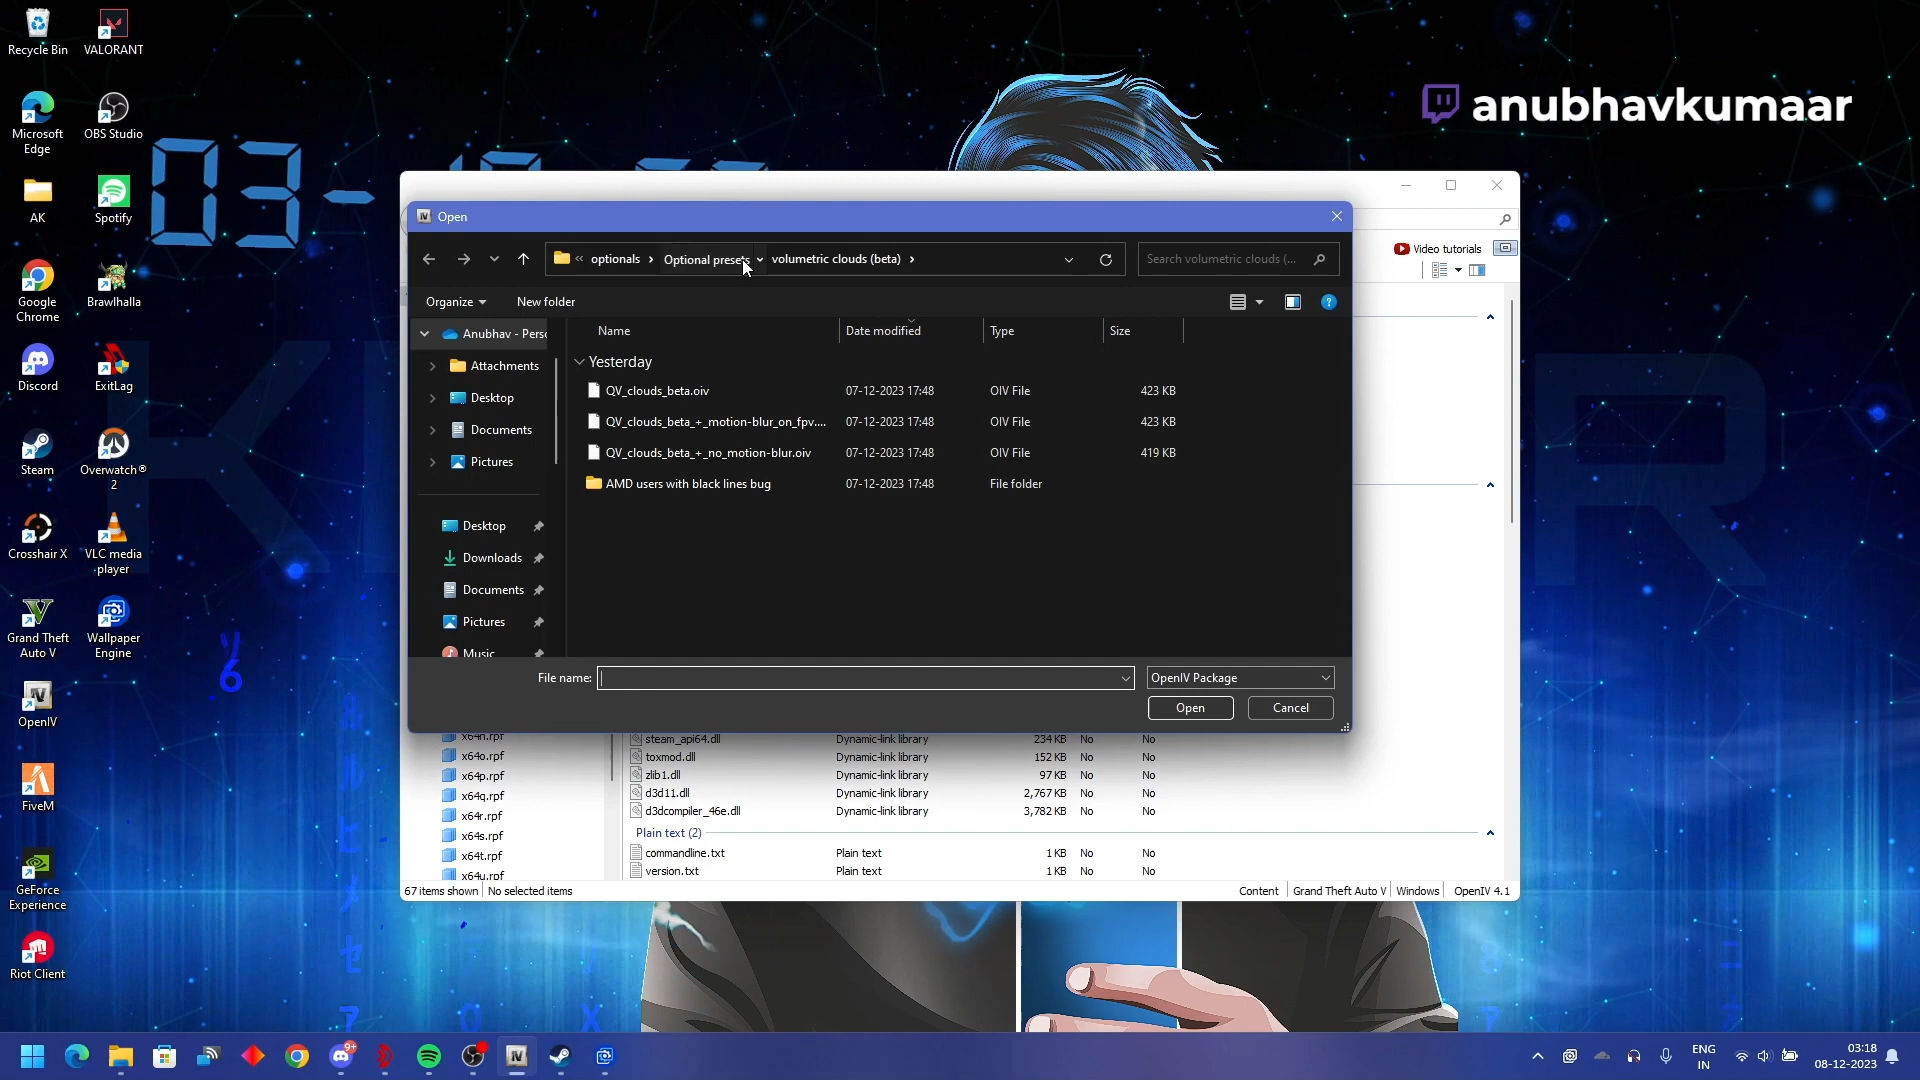 Recycle Bin
VALORANT
Microsoft Edge
OBS Studio
AK
Spotify
Google Chrome
Brawlhalla
Discord
ExitLag
Steam
Overwatch® 2
Crosshair X
VLC media player
Grand Theft Auto V
Wallpaper Engine
OpenIV
FiveM
GeForce Experience
Riot Client
03-
anubhavkumaar
Open
optionals › Optional presets volumetric clouds (beta) ›
Search volumetric clouds (...
Video tutorials
Organize
New folder
Name Date modified Type Size
Anubhav - Perso
Attachments
Desktop
Documents
Pictures
Desktop
Downloads
Documents
Pictures
Music
Yesterday
QV_clouds_beta.oiv 07-12-2023 17:48 OIV File 423 KB
QV_clouds_beta_+_motion-blur_on_fpv.... 07-12-2023 17:48 OIV File 423 KB
QV_clouds_beta_+_no_motion-blur.oiv 07-12-2023 17:48 OIV File 419 KB
AMD users with black lines bug 07-12-2023 17:48 File folder
File name:
OpenIV Package
Open
Cancel
x64n.rpf
x64o.rpf
x64p.rpf
x64q.rpf
x64r.rpf
x64s.rpf
x64t.rpf
x64u.rpf
steam_api64.dll Dynamic-link library 234 KB No No
toxmod.dll Dynamic-link library 152 KB No No
zlib1.dll Dynamic-link library 97 KB No No
d3d11.dll Dynamic-link library 2,767 KB No No
d3dcompiler_46e.dll Dynamic-link library 3,782 KB No No
Plain text (2)
commandline.txt Plain text 1 KB No No
version.txt Plain text 1 KB No No
67 items shown No selected items
Content Grand Theft Auto V Windows OpenIV 4.1
9+
ENG
IN
03:18
08-12-2023